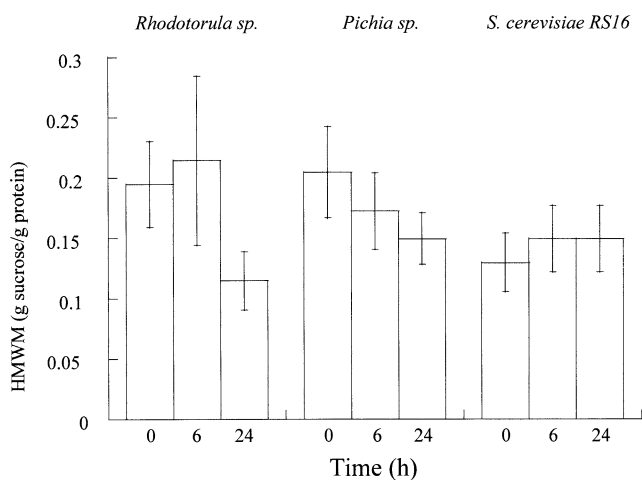 Rhodotorula sp. Pichia sp. S. cerevisiae RS16
0.3
0.25
0.2
0.15
0.1
0.05
0
HMWM (g sucrose/g protein)
0 6 24 0 6 24 0 6 24
Time (h)